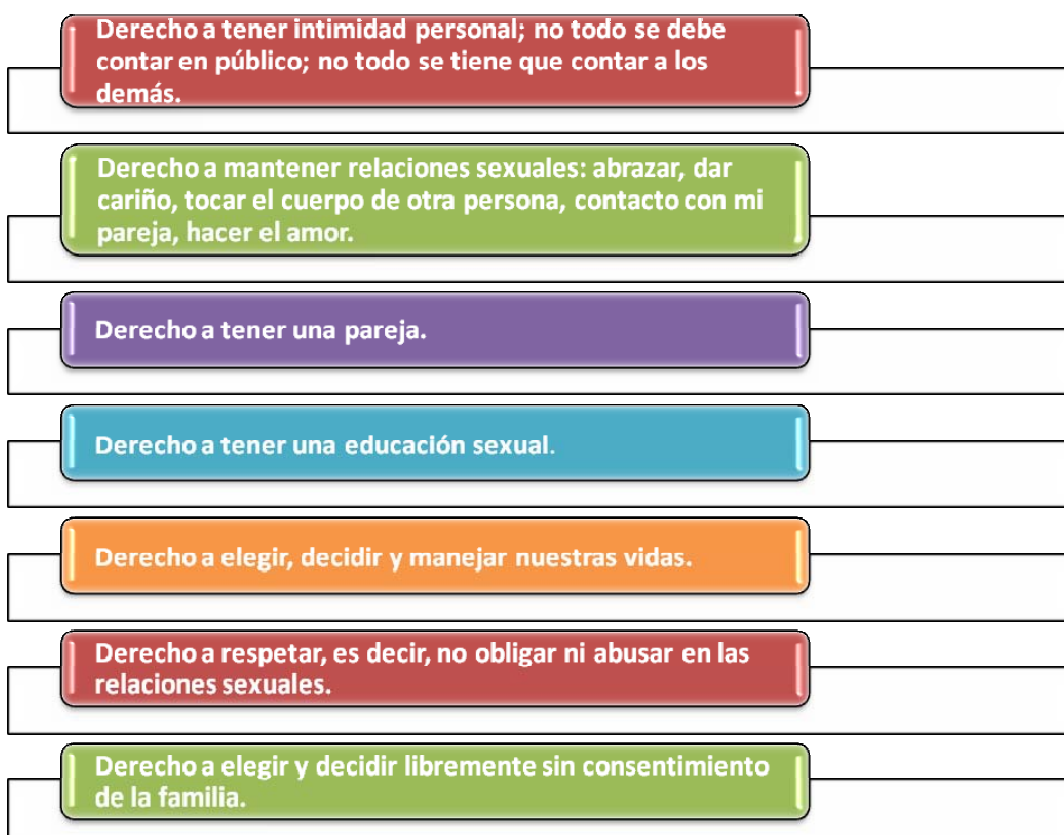 Derecho a tener intimidad personal; no todo se debe
contar en público; no todo se tiene que contar a los
demás.
Derecho a mantener relaciones sexuales: abrazar, dar
cariño, tocar el cuerpo de otra persona, contacto con mi
pareja, hacer el amor.
Derecho a tener una pareja.
Derecho a tener una educación sexual.
Derecho a elegir, decidir y manejar nuestras vidas.
Derecho a respetar, es decir, no obligar ni abusar en las
relaciones sexuales.
Derecho a elegir y decidir libremente sin consentimiento
de la familia.